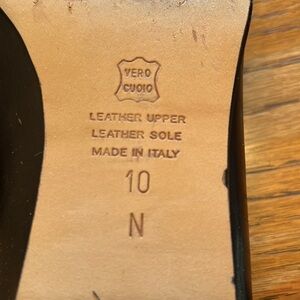 VERO
CUOIO
LEATHER UPPER
LEATHER SOLE
MADE IN ITALY
10
N